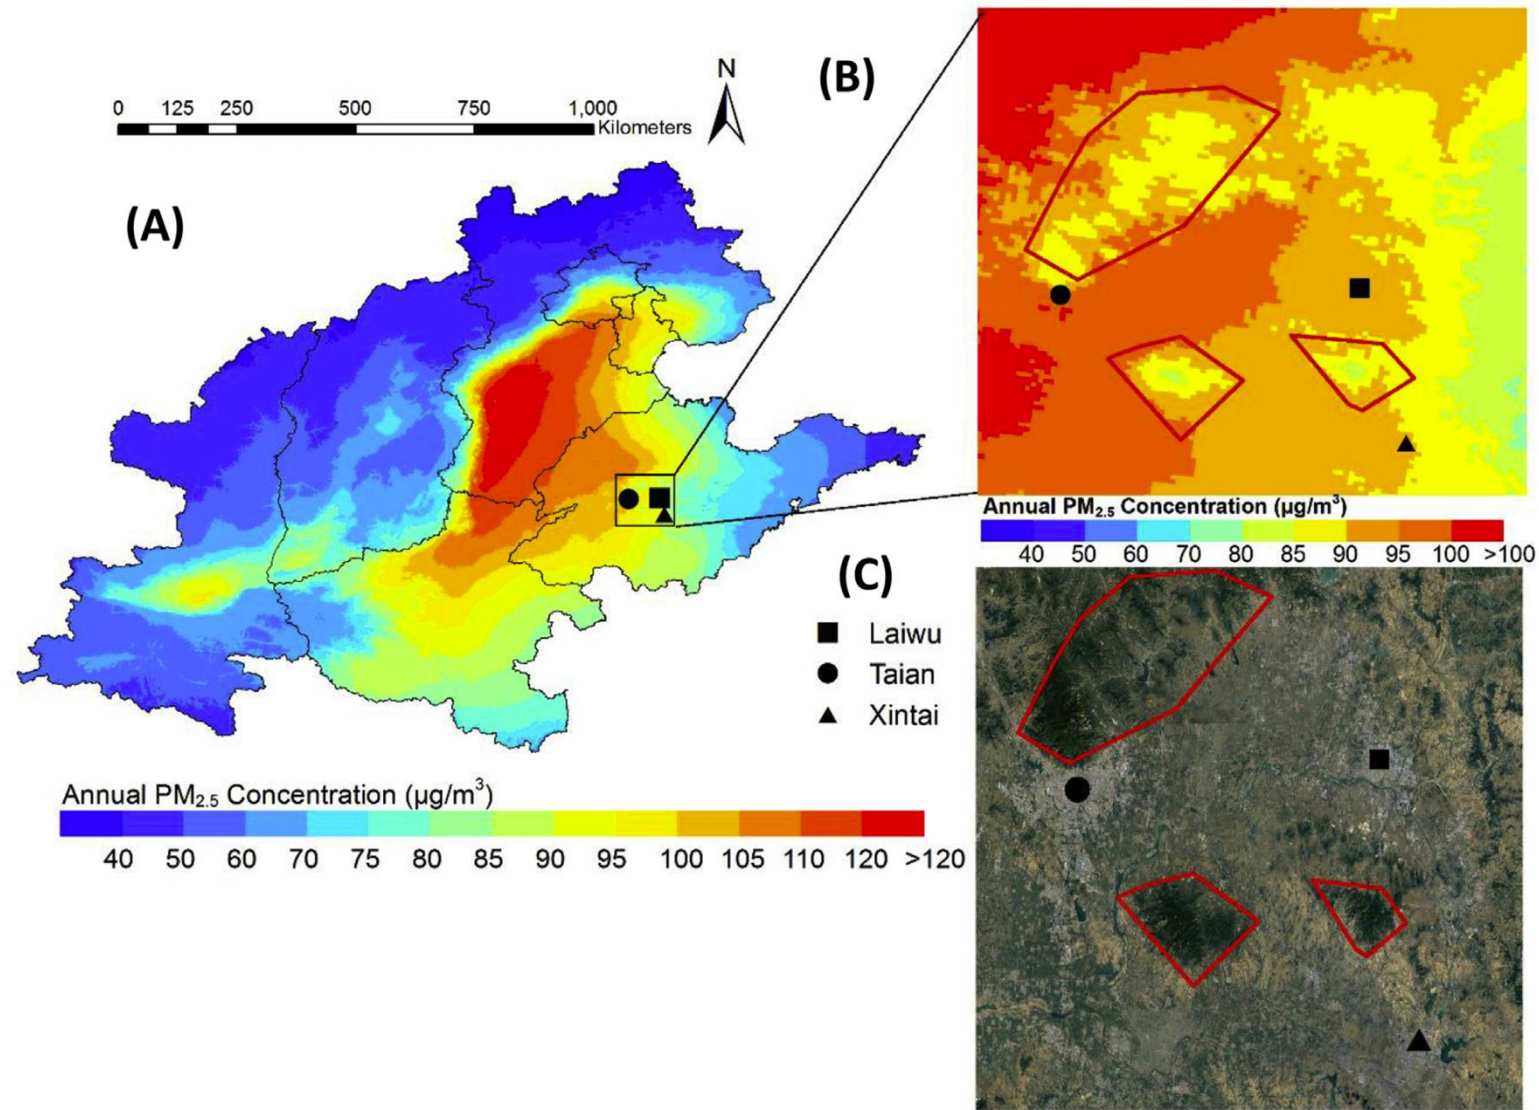 (A)
0 125 250 500 750 1,000
Kilometers
N
(B)
Annual PM₂.₅ Concentration (μg/m³)
40 50 60 70 80 85 90 95 100 >100
(C)
Laiwu
Taian
Xintai
Annual PM₂.₅ Concentration (μg/m³)
40 50 60 70 75 80 85 90 95 100 105 110 120 >120